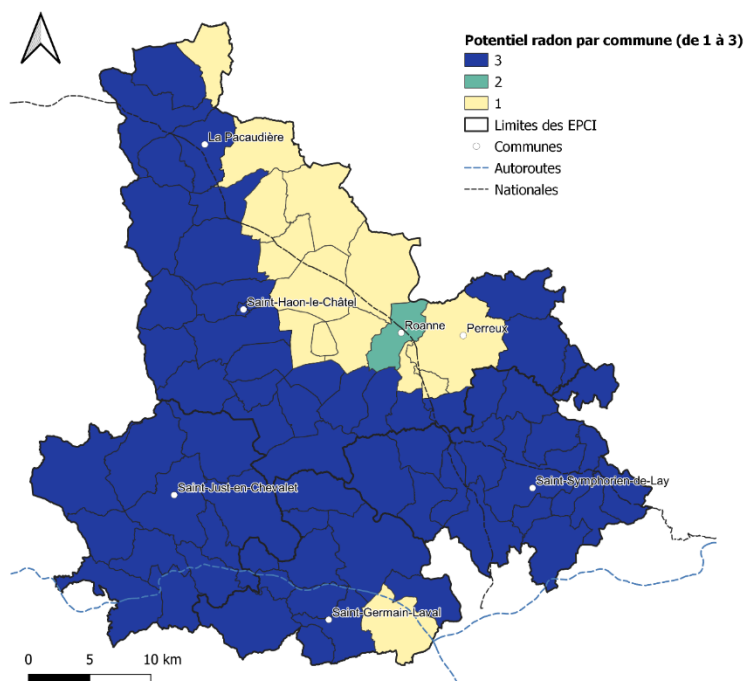 Potentiel radon par commune (de 1 à 3)
3
2
1
Limites des EPCI
Communes
Autoroutes
Nationales
La Pacaudière
Saint-Haon-le-Châtel
Roanne
Perreux
Saint-Just-en-Chevalet
Saint-Symphorien-de-Lay
Saint-Germain-Laval
0 5 10 km